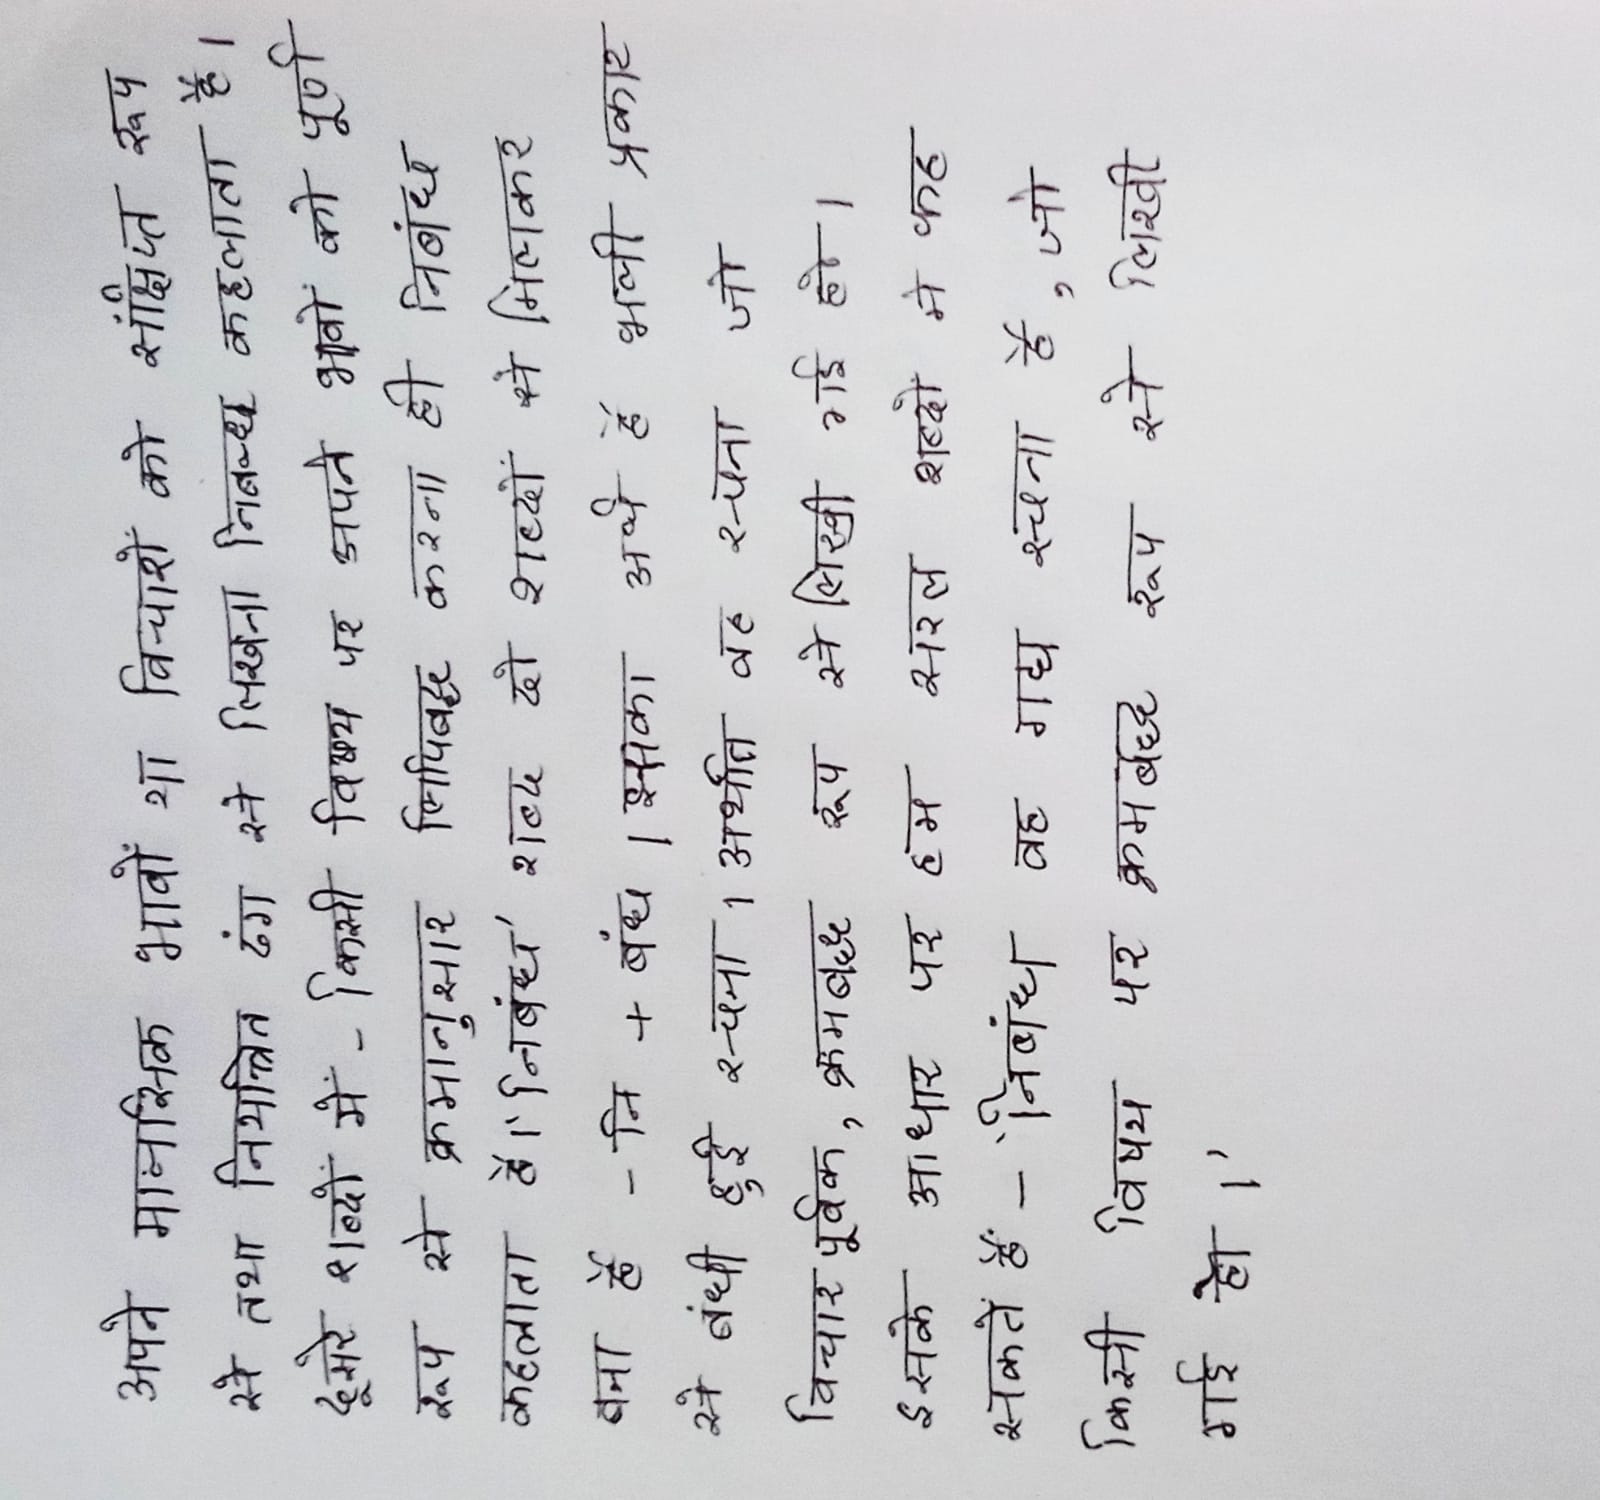 अपने मानसिक भावों या विचारों को संक्षिप्त रूप
से तथा नियन्त्रित ढंग से लिखना निबन्ध कहलाता है।
दूसरे शब्दों में - किसी विषय पर अपने भावों को पूर्ण
रूप से क्रमानुसार लिपिबद्ध करना ही निबंध
कहलाता है। 'निबंध' शब्द दो शब्दों से मिलकर
बना है - नि + बंध । इसका अर्थ है भली प्रकार
से बंधी हुई रचना । अर्थात वह रचना जो
विचार पूर्वक, क्रमबद्ध रूप से लिखी गई हो ।
इसके आधार पर हम सरल शब्दों मे कह
सकतें हैं - 'निबंध वह गद्य रचना है, जो
किसी विषय पर क्रमबद्ध रूप से लिखी
गई हो ।'